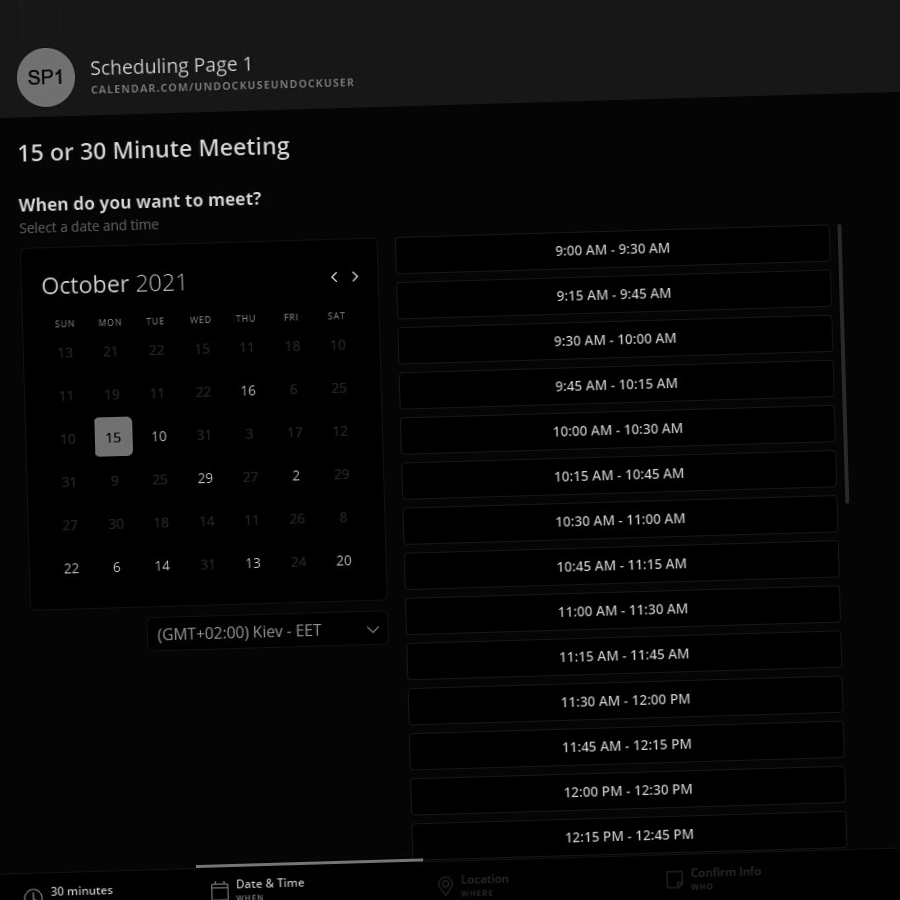 SP1
Scheduling Page 1
CALENDAR.COM/UNDOCKUSEUNDOCKUSER
15 or 30 Minute Meeting
When do you want to meet?
Select a date and time
October 2021
SUN MON TUE WED THU FRI SAT
13 21 22 15 11 18 10
11 19 11 22 16 6 25
10 15 10 31 3 17 12
31 9 25 29 27 2 29
27 30 18 14 11 26 8
22 6 14 31 13 24 20
(GMT+02:00) Kiev - EET
9:00 AM - 9:30 AM
9:15 AM - 9:45 AM
9:30 AM - 10:00 AM
9:45 AM - 10:15 AM
10:00 AM - 10:30 AM
10:15 AM - 10:45 AM
10:30 AM - 11:00 AM
10:45 AM - 11:15 AM
11:00 AM - 11:30 AM
11:15 AM - 11:45 AM
11:30 AM - 12:00 PM
11:45 AM - 12:15 PM
12:00 PM - 12:30 PM
12:15 PM - 12:45 PM
30 minutes
Date & Time
WHEN
Location
WHERE
Confirm Info
WHO